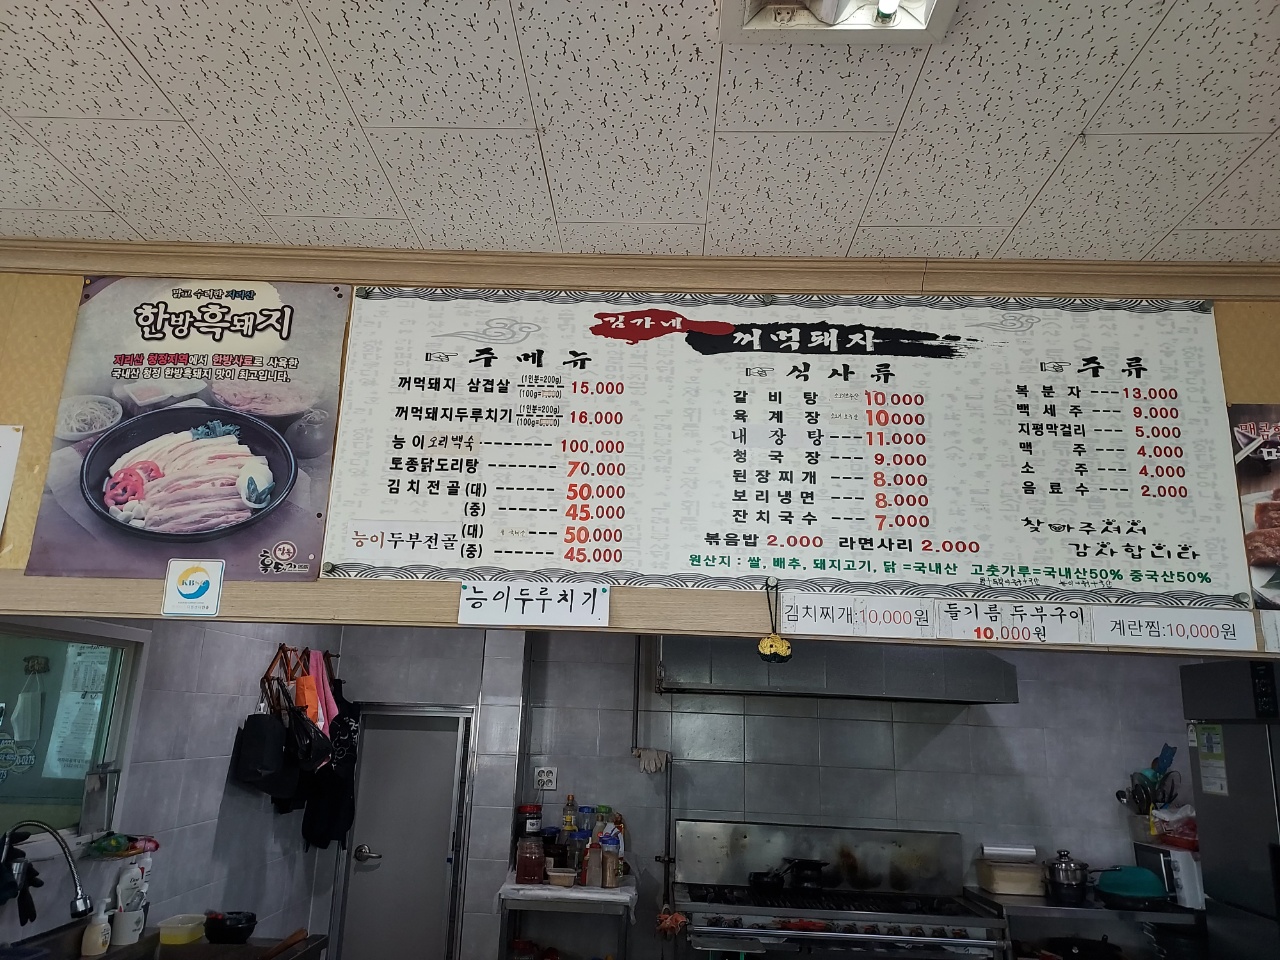 맑고 수려한 지리산
한방흑돼지
지리산 청정지역에서 한방사료로 사육한
국내산 청정 한방흑돼지 맛이 최고입니다.
김가네
꺼먹돼지
주메뉴
꺼먹돼지 삼겹살 (1인분=200g) 15.000
꺼먹돼지두루치기 (1인분=200g) 16.000
능이오리백숙 100.000
토종닭도리탕 ------- 70.000
김치전골 (대) ------ 50.000
(중) ------ 45.000
능이두부전골 (대) 50.000
(중) ------ 45.000
식사류
갈비탕 10.000
육계장 10.000
내장탕 --- 11.000
청국장 --- 9.000
된장찌개 --- 8.000
보리냉면 --- 8.000
잔치국수 --- 7.000
볶음밥 2.000 라면사리 2.000
주류
복분자 --- 13.000
백세주 ---- 9.000
지평막걸리 --- 5.000
맥주 ---- 4.000
소주 ---- 4.000
음료수 ---- 2.000
찾아주셔서
감사합니다
원산지 : 쌀, 배추, 돼지고기, 닭 =국내산 고춧가루=국내산50% 중국산50%
KBS
능이두루치기
김치찌개:10,000원
들기름두부구이
10,000원
계란찜:10,000원